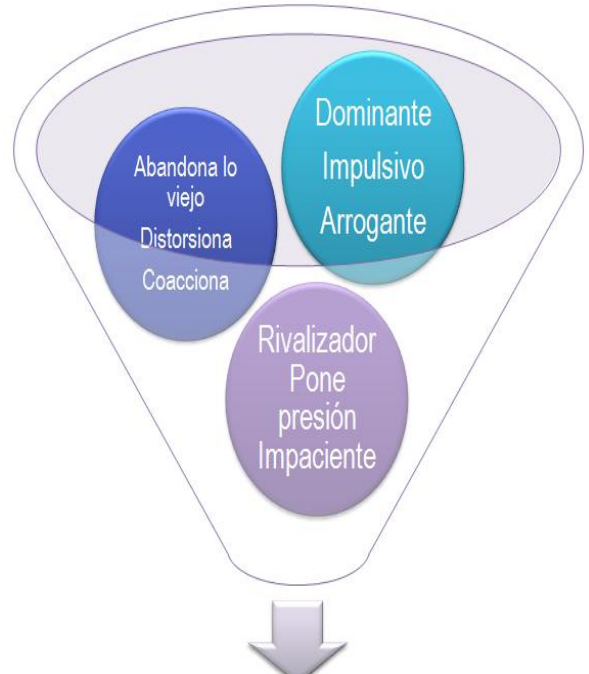 Dominante
Impulsivo
Arrogante
Abandona lo
viejo
Distorsiona
Coacciona
Rivalizador
Pone
presión
Impaciente